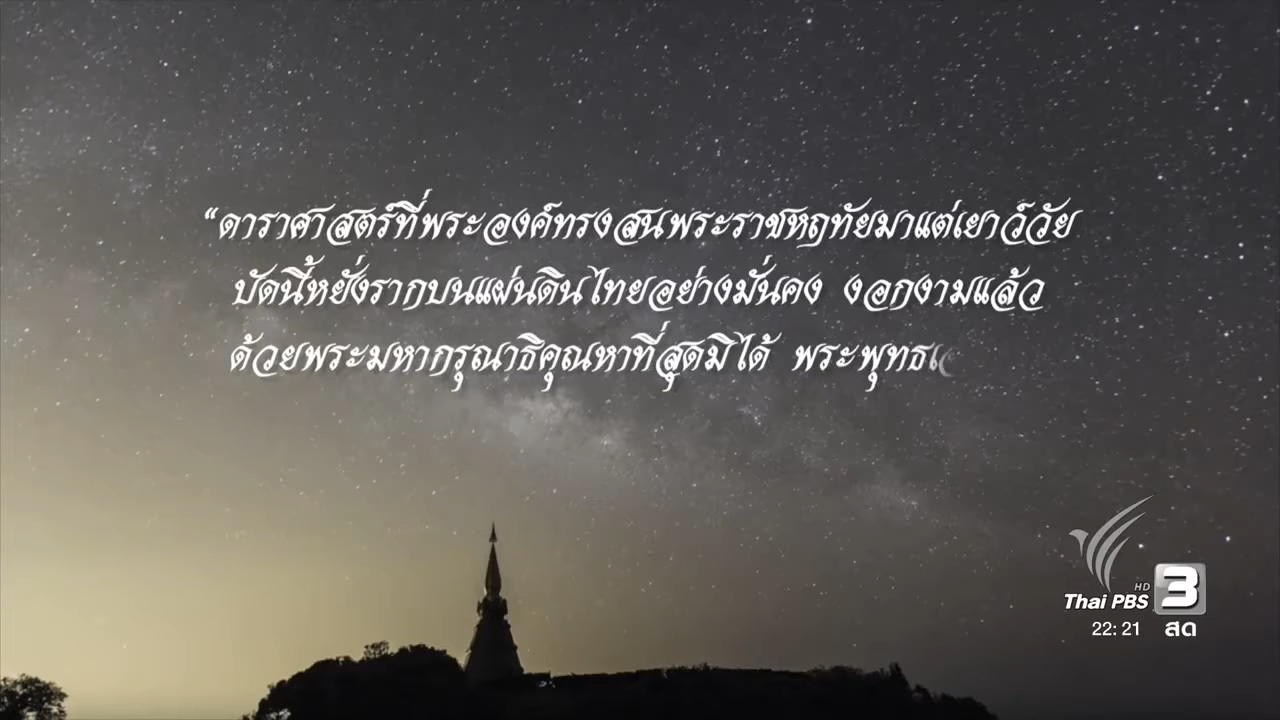 “ดาราศาสตร์ที่พระองค์ทรงสนพระราชหฤทัยมาแต่เยาว์วัย
บัดนี้หยั่งรากบนแผ่นดินไทยอย่างมั่นคง งอกงามแล้ว
ด้วยพระมหากรุณาธิคุณหาที่สุดมิได้ พระพุทธเ
HD
Thai PBS 3
22:21 สด